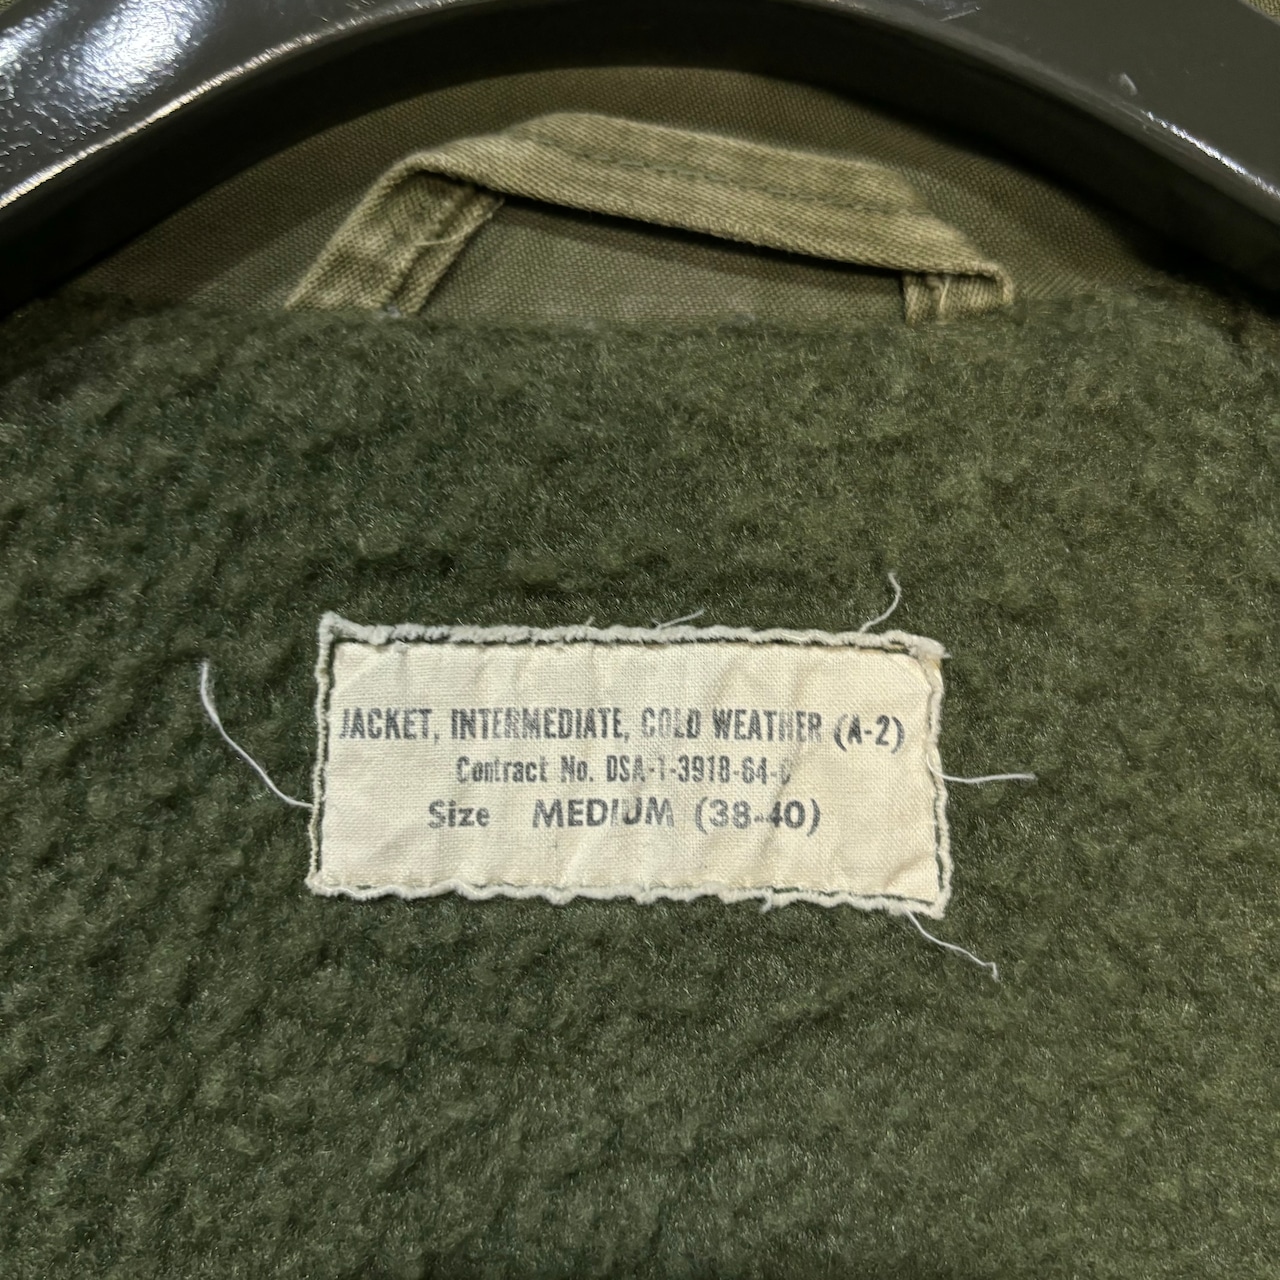 JACKET, INTERMEDIATE, COLD WEATHER (A-2)
Contract No. DSA-1-3918-64-C
Size MEDIUM (38-40)